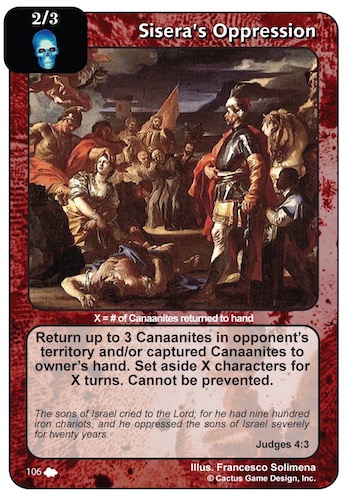 2/3
Sisera's Oppression
X = # of Canaanites returned to hand
Return up to 3 Canaanites in opponent's
territory and/or captured Canaanites to
owner's hand. Set aside X characters for
X turns. Cannot be prevented.
The sons of Israel cried to the Lord; for he had nine hundred
iron chariots, and he oppressed the sons of Israel severely
for twenty years.
Judges 4:3
106
Illus. Francesco Solimena
© Cactus Game Design, Inc.